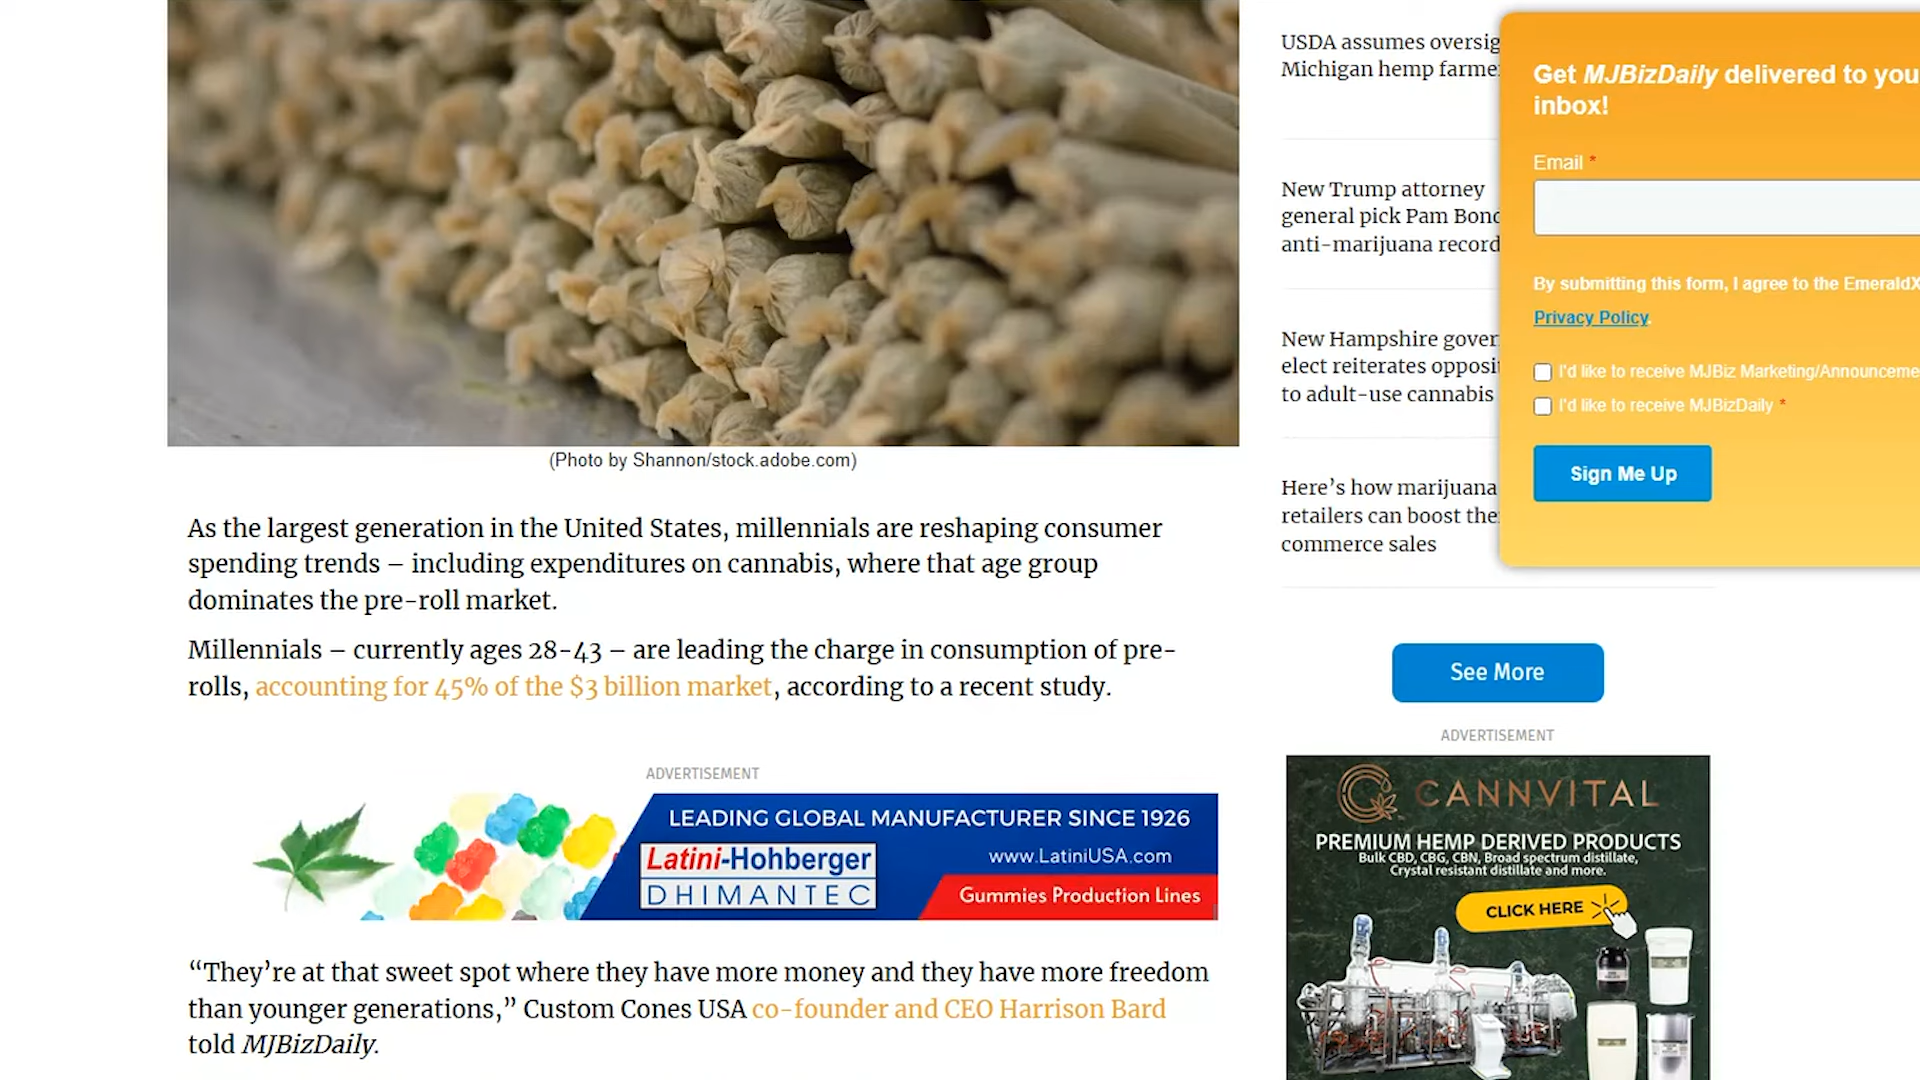 (Photo by Shannon/stock.adobe.com)
As the largest generation in the United States, millennials are reshaping consumer
spending trends – including expenditures on cannabis, where that age group
dominates the pre-roll market.
Millennials – currently ages 28-43 – are leading the charge in consumption of pre-
rolls, accounting for 45% of the $3 billion market, according to a recent study.
ADVERTISEMENT
LEADING GLOBAL MANUFACTURER SINCE 1926
Latini-Hohberger
DHIMANTEC
www.LatiniUSA.com
Gummies Production Lines
“They’re at that sweet spot where they have more money and they have more freedom
than younger generations,” Custom Cones USA co-founder and CEO Harrison Bard
told MJBizDaily.
USDA assumes oversig
Michigan hemp farme
New Trump attorney
general pick Pam Bond
anti-marijuana record
New Hampshire gover
elect reiterates opposit
to adult-use cannabis
Here’s how marijuana
retailers can boost the
commerce sales
See More
ADVERTISEMENT
CANNVITAL
PREMIUM HEMP DERIVED PRODUCTS
Bulk CBD, CBG, CBN, Broad spectrum distillate,
Crystal resistant distillate and more.
CLICK HERE
Get MJBizDaily delivered to you
inbox!
Email *
By submitting this form, I agree to the EmeraldX
Privacy Policy.
I'd like to receive MJBiz Marketing/Announceme
I'd like to receive MJBizDaily *
Sign Me Up